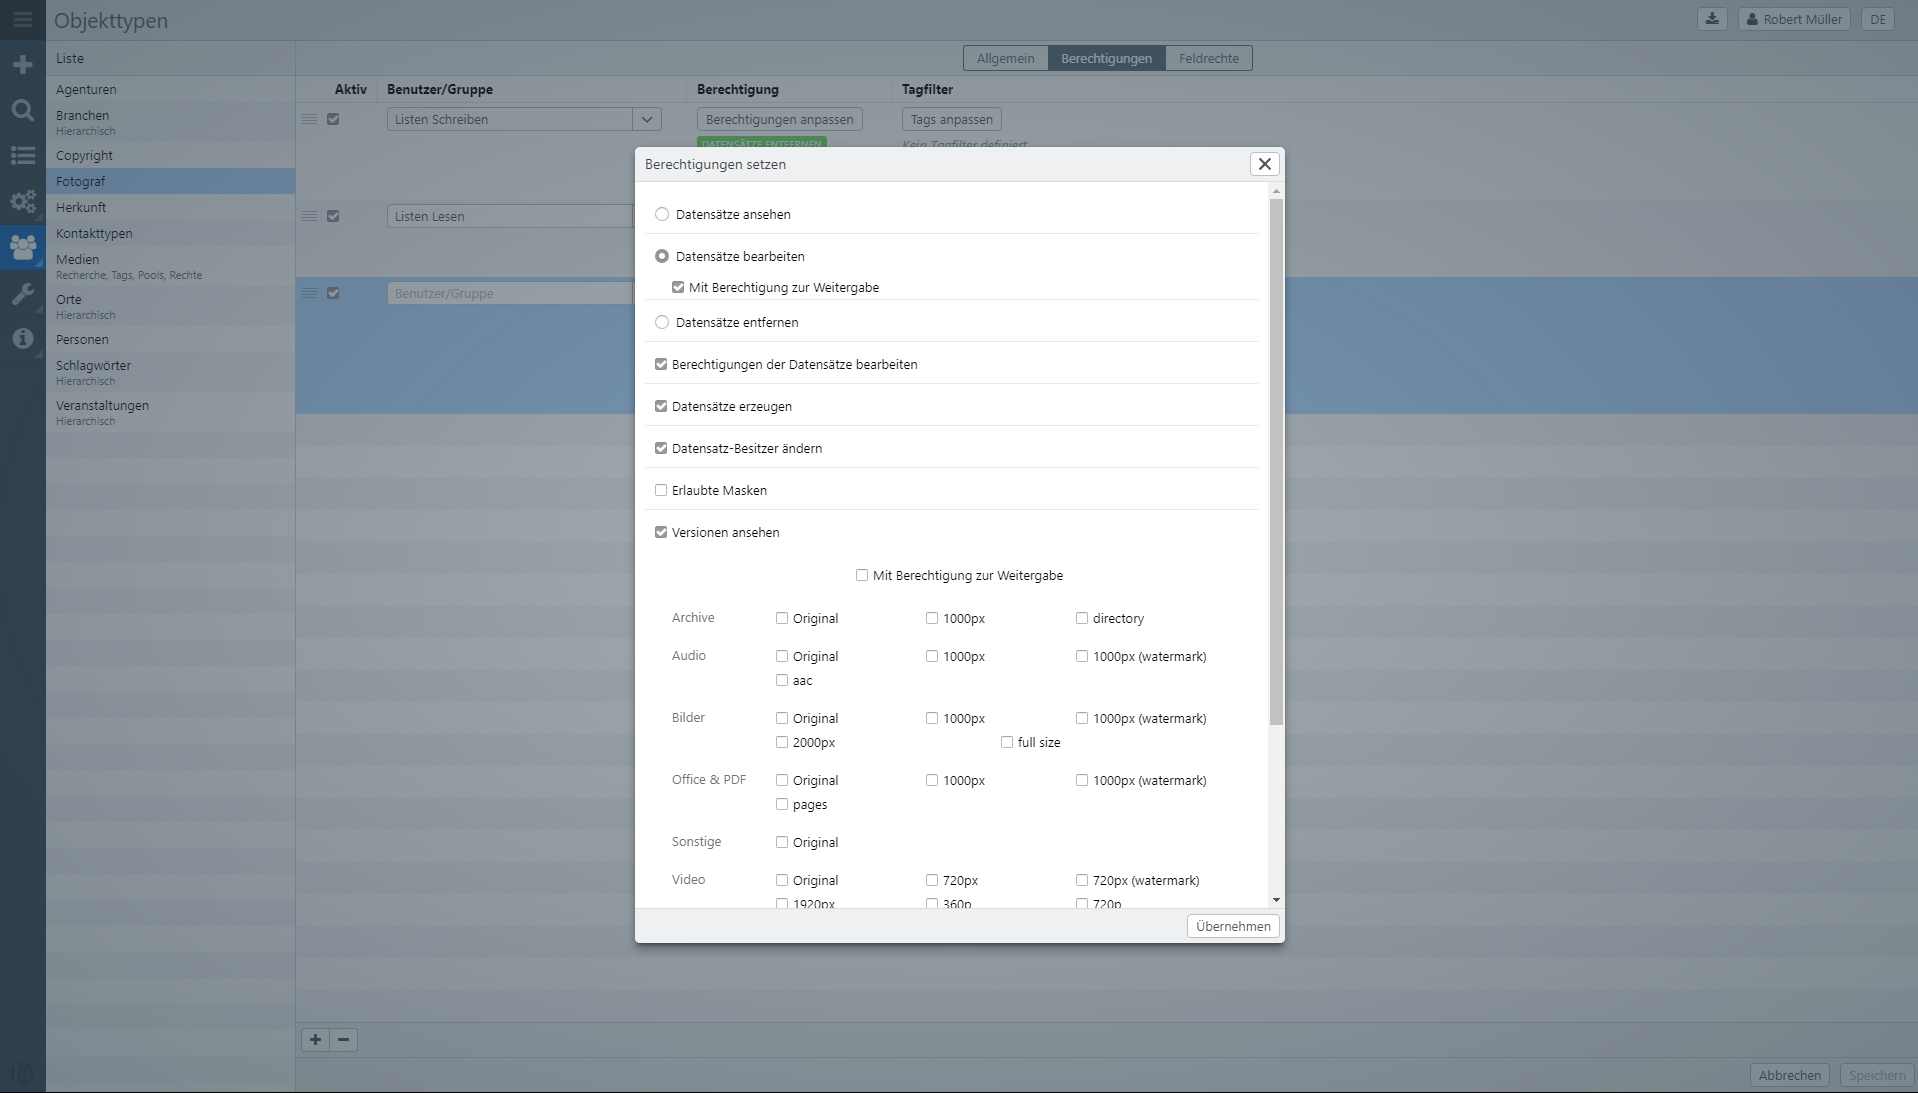 Objekttypen
Robert Müller
DE
Liste
Allgemein
Berechtigungen
Feldrechte
Agenturen
Branchen
Hierarchisch
Copyright
Fotograf
Herkunft
Kontakttypen
Medien
Recherche, Tags, Pools, Rechte
Orte
Hierarchisch
Personen
Schlagwörter
Hierarchisch
Veranstaltungen
Hierarchisch
Aktiv
Benutzer/Gruppe
Berechtigung
Tagfilter
Listen Schreiben
Berechtigungen anpassen
Tags anpassen
DATENSÄTZE ENTFERNEN
Kein Tagfilter definiert
Listen Lesen
Benutzer/Gruppe
Berechtigungen setzen
Datensätze ansehen
Datensätze bearbeiten
Mit Berechtigung zur Weitergabe
Datensätze entfernen
Berechtigungen der Datensätze bearbeiten
Datensätze erzeugen
Datensatz-Besitzer ändern
Erlaubte Masken
Versionen ansehen
Mit Berechtigung zur Weitergabe
Archive Original 1000px directory
Audio Original 1000px 1000px (watermark)
aac
Bilder Original 1000px 1000px (watermark)
2000px full size
Office & PDF Original 1000px 1000px (watermark)
pages
Sonstige Original
Video Original 720px 720px (watermark)
1920px 360p 720p
Übernehmen
Abbrechen
Speichern